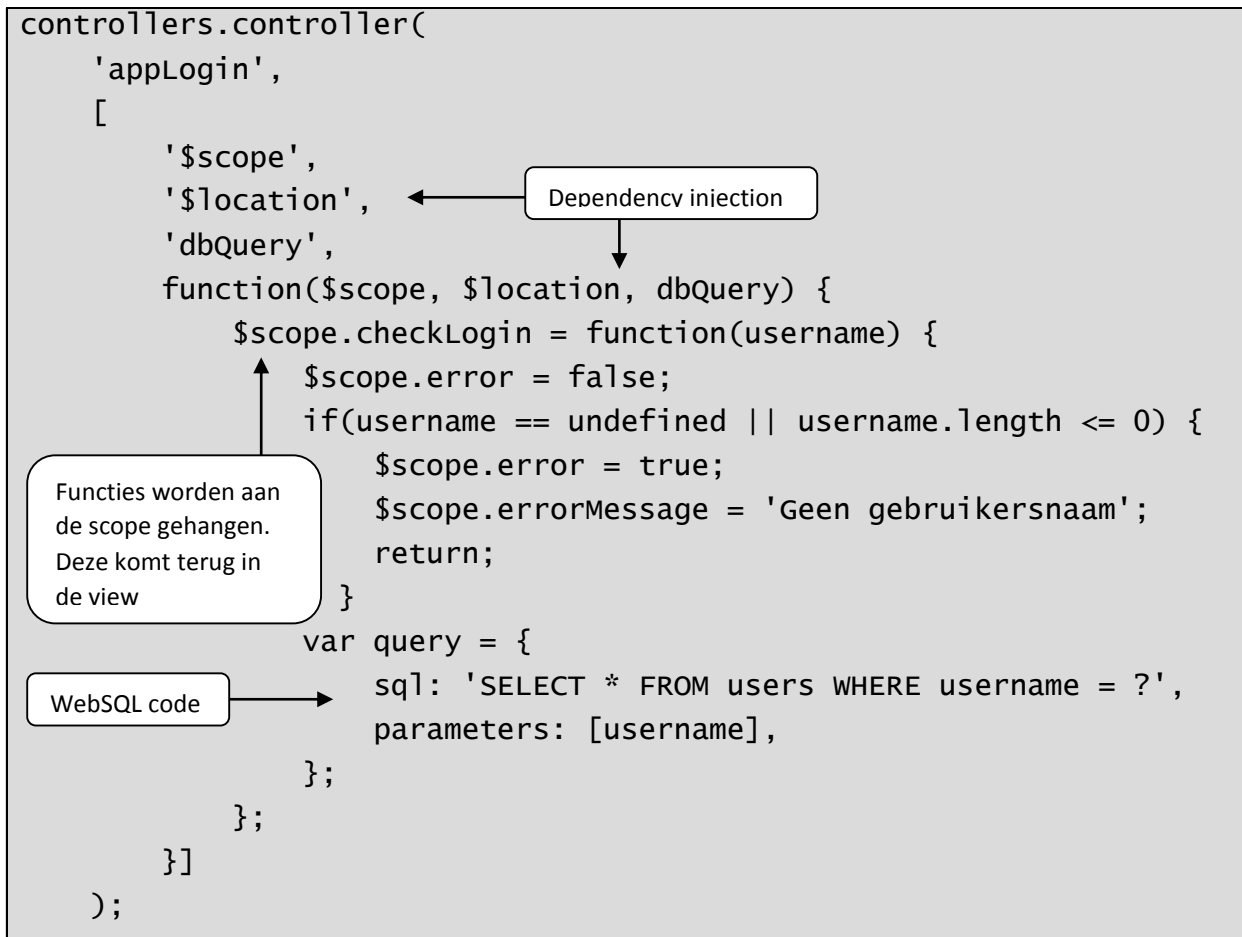 controllers.controller(
'appLogin',
[
'$scope',
'$location',
Dependency injection
'dbQuery',
function($scope, $location, dbQuery) {
$scope.checkLogin = function(username) {
$scope.error = false;
if(username == undefined || username.length <= 0) {
$scope.error = true;
$scope.errorMessage = 'Geen gebruikersnaam';
return;
}
Functies worden aan
de scope gehangen.
Deze komt terug in
de view
var query = {
WebSQL code
sql: 'SELECT * FROM users WHERE username = ?',
parameters: [username],
};
};
}]
);